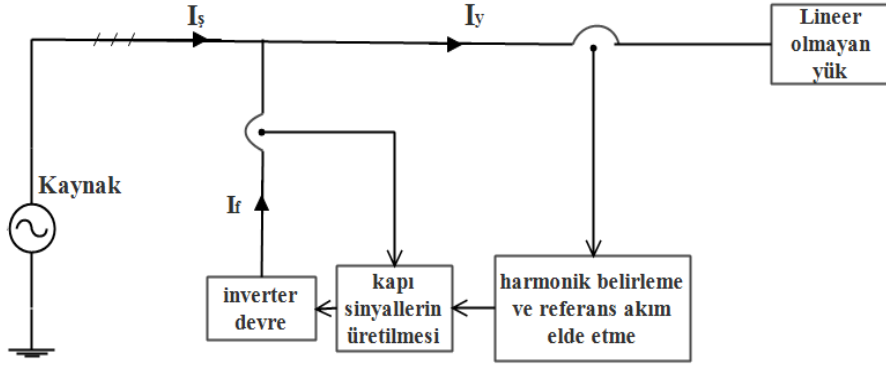 Iş
Iy
Lineer
olmayan
yük
Kaynak
If
inverter
devre
kapı
sinyallerin
üretilmesi
harmonik belirleme
ve referans akım
elde etme